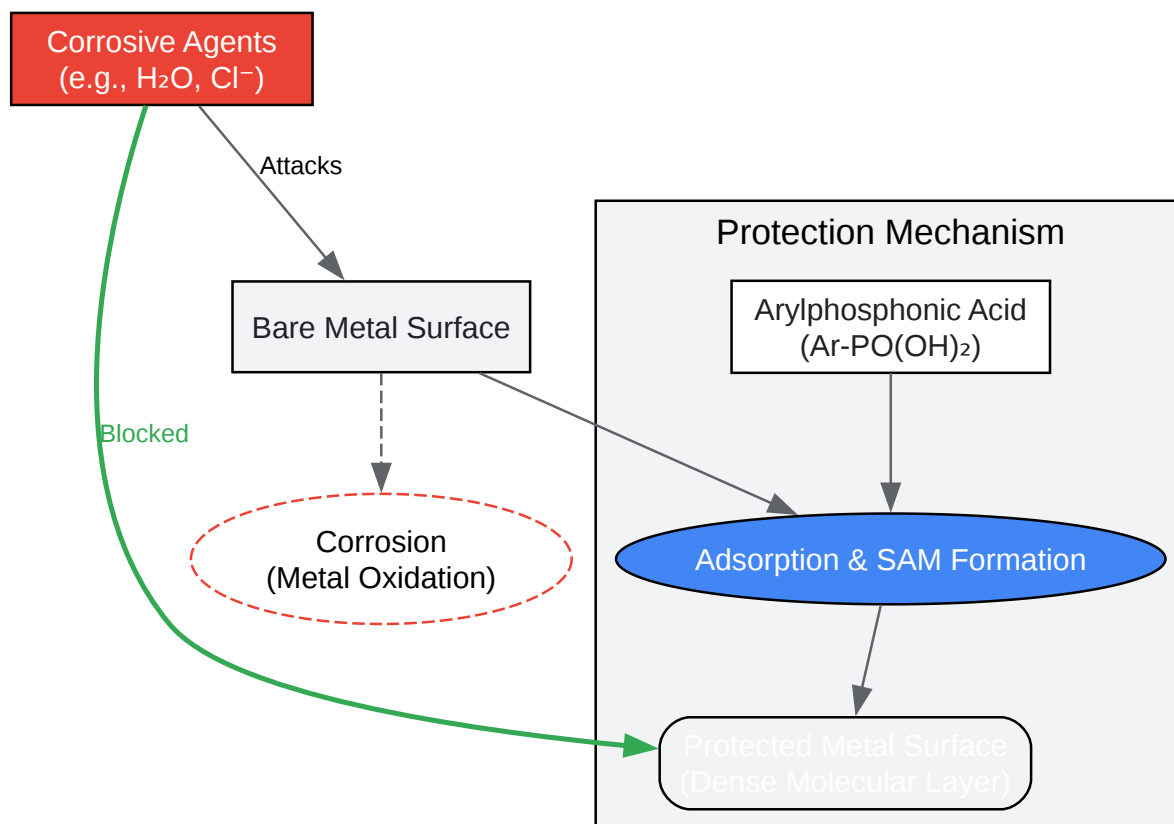 Corrosive Agents
(e.g., H₂O, Cl⁻)
Attacks
Protection Mechanism
Bare Metal Surface
Arylphosphonic Acid
(Ar-PO(OH)₂)
Blocked
Corrosion
(Metal Oxidation)
Adsorption & SAM Formation
Protected Metal Surface
(Dense Molecular Layer)